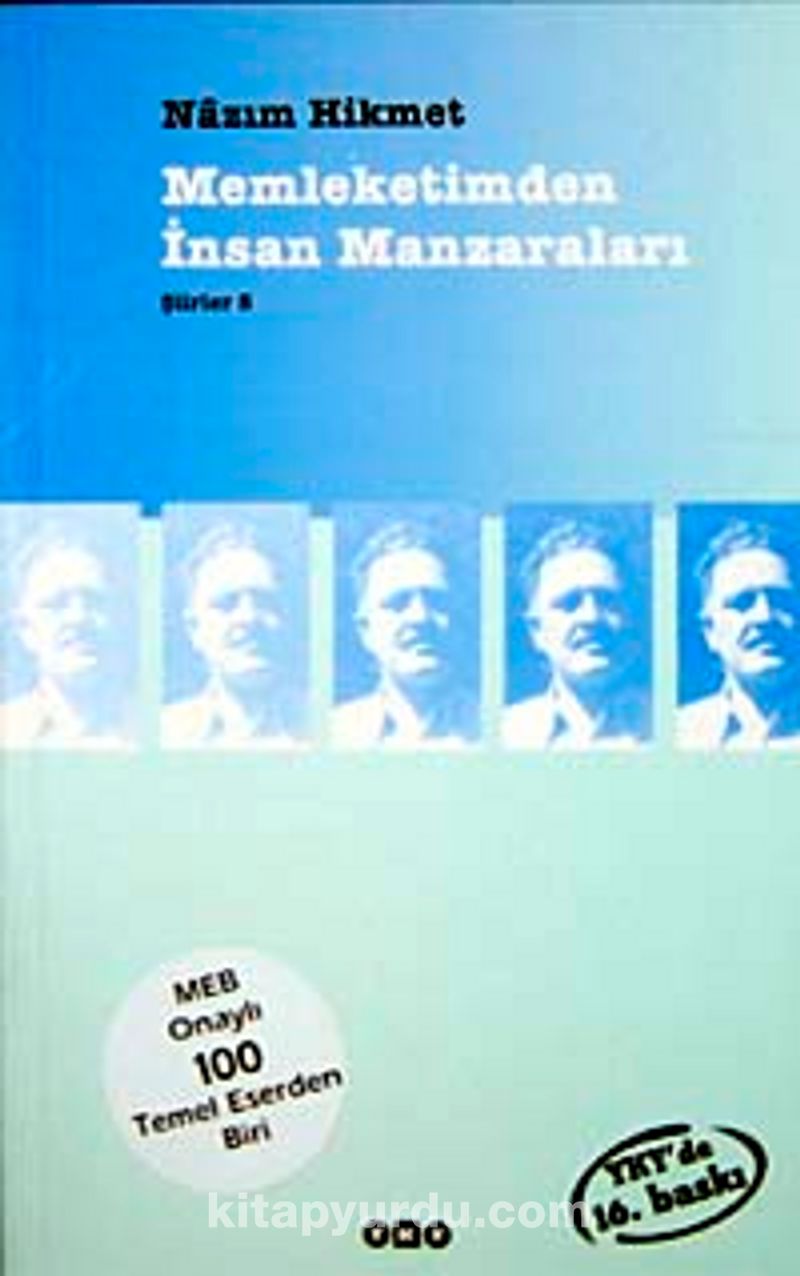 Nâzım Hikmet
Memleketimden
İnsan Manzaraları
Şiirler 5
MEB
Onaylı
100
Temel Eserden
Biri
YKY'de
16. baskı
kitapyurdu.com
YKY